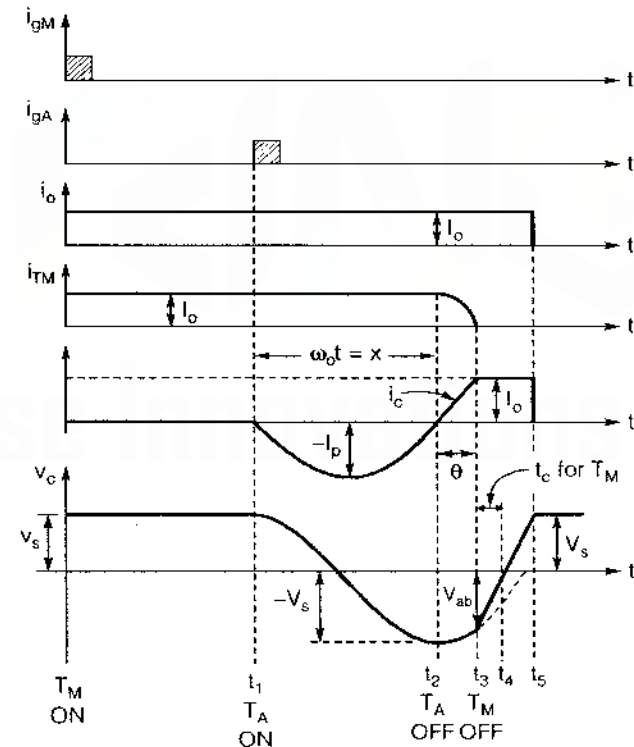 i_gM
t
i_gA
t
i_o
I_o
t
i_TM
I_o
t
ω_o t = x
i_c
I_o
-I_p
t
θ
t_c for T_M
v_c
v_s
V_s
t
-V_s
V_ab
t_1 t_2 t_3 t_4 t_5
T_M T_A T_A T_M
ON ON OFF OFF